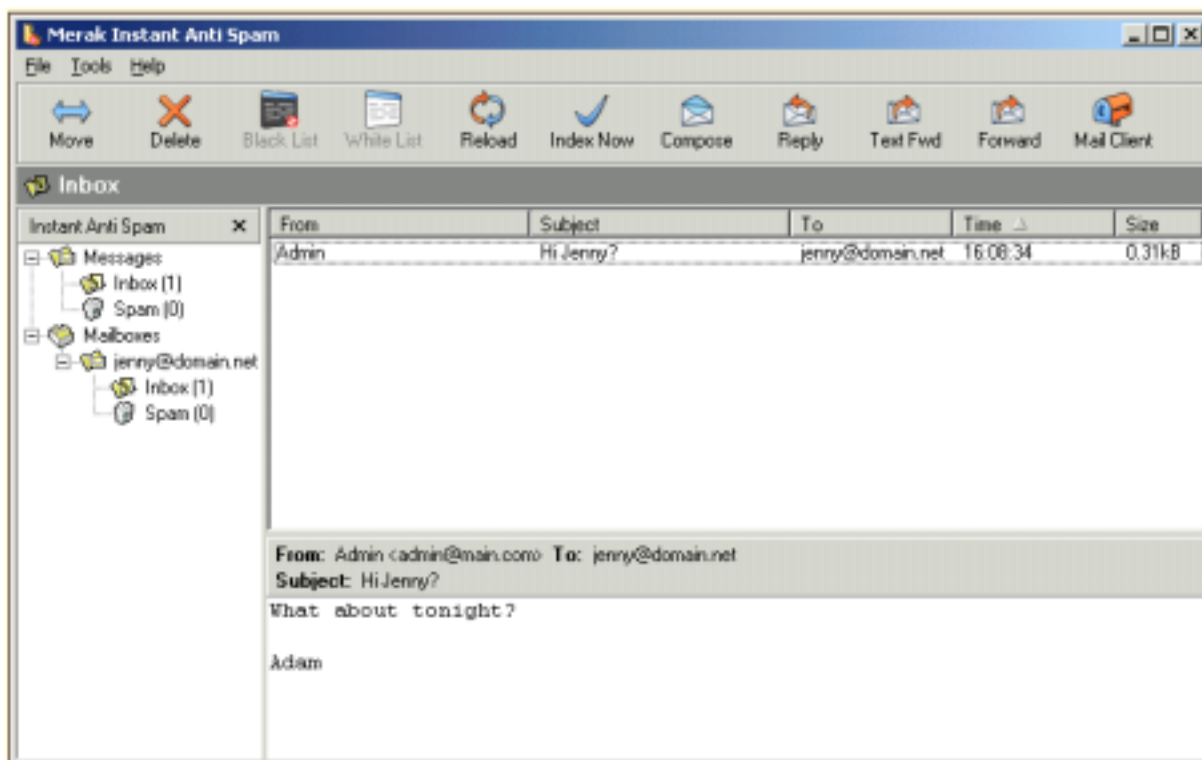 Merak Instant Anti Spam
File Tools Help
Move Delete Black List White List Reload Index Now Compose Reply Text Fwd Forward Mail Client
Inbox
Instant Anti Spam From Subject To Time Size
Messages Admin Hi Jenny? jenny@domain.net 16:08:34 0.31kB
Inbox (1)
Spam (0)
Mailboxes
jenny@domain.net
Inbox (1)
Spam (0)
From: Admin <admin@main.com> To: jenny@domain.net
Subject: Hi Jenny?
What about tonight?
Adam